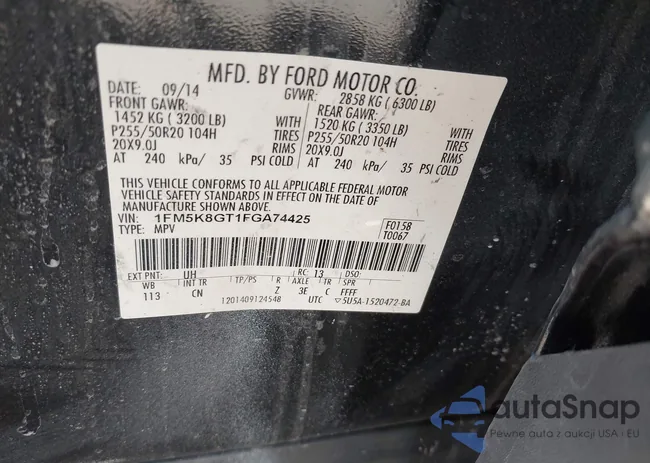 MFD. BY FORD MOTOR CO.
DATE: 09/14 GVWR: 2858 KG ( 6300 LB)
FRONT GAWR: REAR GAWR:
1452 KG ( 3200 LB) WITH 1520 KG ( 3350 LB) WITH
P255/50R20 104H TIRES P255/50R20 104H TIRES
20X9.0J RIMS 20X9.0J RIMS
AT 240 kPa/ 35 PSI COLD AT 240 kPa/ 35 PSI COLD
THIS VEHICLE CONFORMS TO ALL APPLICABLE FEDERAL MOTOR
VEHICLE SAFETY STANDARDS IN EFFECT ON THE DATE OF
MANUFACTURE SHOWN ABOVE.
VIN: 1FM5K8GT1FGA74425 F0158
TYPE: MPV T0067
EXT PNT: UH RC: 13 DSO:
WB INT TR TP/PS R AXLE TR SPR
113 CN Z 3E C FFFF
1201409124548 UTC 5U5A-1520472-BA
autaSnap
Pewne auta z aukcji USA i EU